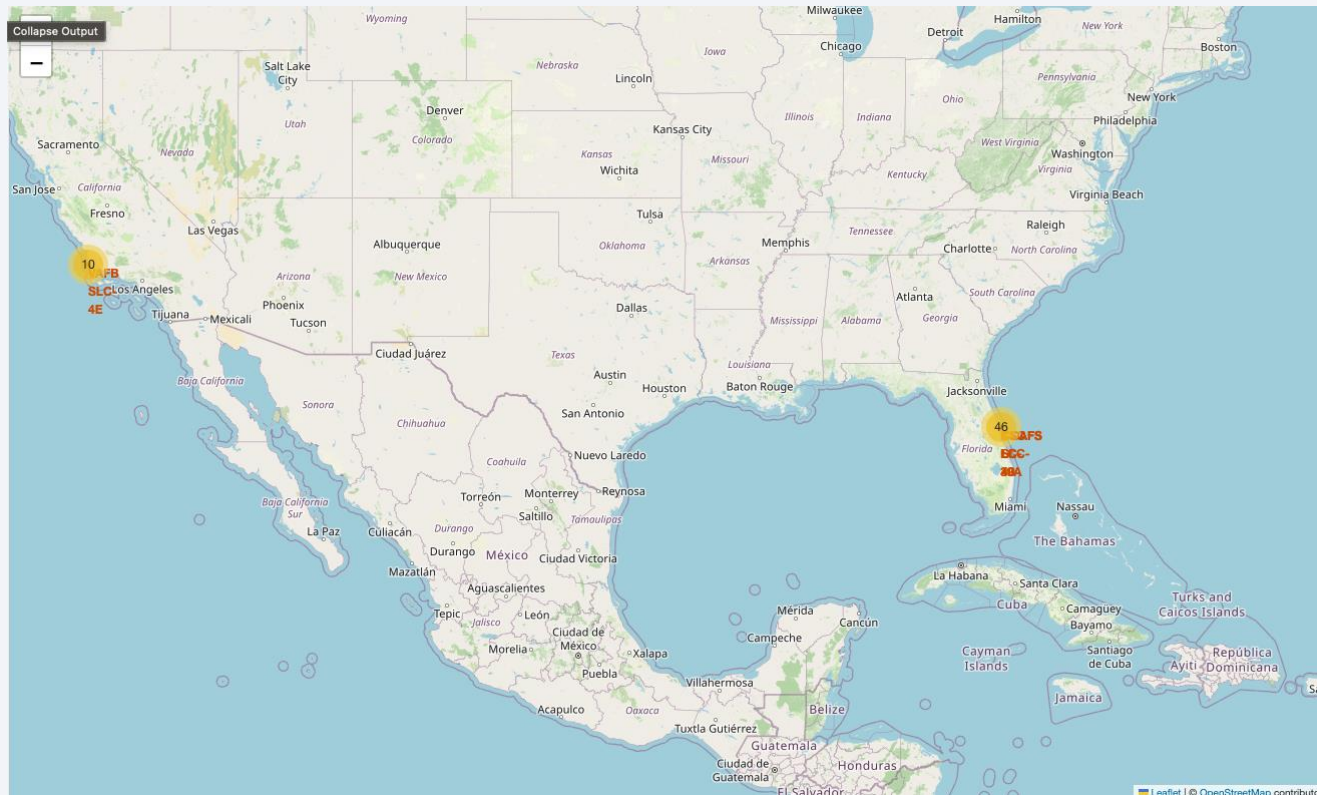 Wyoming
Milwaukee
Hamilton
Collapse Output
Detroit
Chicago
Boston
Iowa
Salt Lake
City
Nebraska
Lincoln
Pennsylvania
New York
Denver
Utah
Ohio
Illinois
Indiana
Philadelphia
Kansas City
Sacramento
Nevada
Colorado
West Virginia
Washington
Kansas
Missouri
Wichita
Kentucky
Virginia
San Jose
California
Virginia Beach
Fresno
Las Vegas
Tulsa
Raleigh
Albuquerque
Oklahoma
Memphis
Tennessee
Charlotte
North Carolina
10
Arizona
New Mexico
Arkansas
SLC-
Los Angeles
4E
Phoenix
Atlanta
South Carolina
Tijuana
Mexicali
Tucson
Dallas
Mississippi
Alabama
Georgia
Ciudad Juárez
Texas
Louisiana
Austin
Houston
Baton Rouge
Jacksonville
Baja California
Sonora
San Antonio
Chihuahua
46
Florida
Coahuila
Nuevo Laredo
Torreón
Monterrey
Reynosa
Baja California
Sur
Saltillo
Tamaulipas
Miami
Nassau
La Paz
Culiacán
Durango
The Bahamas
Durango
México
Ciudad Victoria
Mazatlán
La Habana
Santa Clara
Aguascalientes
Turks and
Caicos Islands
Cuba
Camaguey
Tepic
León
Mérida
Cancún
Bayamo
Jalisco
Ciudad de
México
Campeche
Morelia
Xalapa
Cayman
Islands
Santiago
de Cuba
República
Dominicana
Ayiti
Puebla
Villahermosa
Jamaica
Acapulco
Oaxaca
Belize
Tuxtla Gutiérrez
Guatemala
Ciudad de
Guatemala
Honduras
El Salvador
Leaflet | © OpenStreetMap